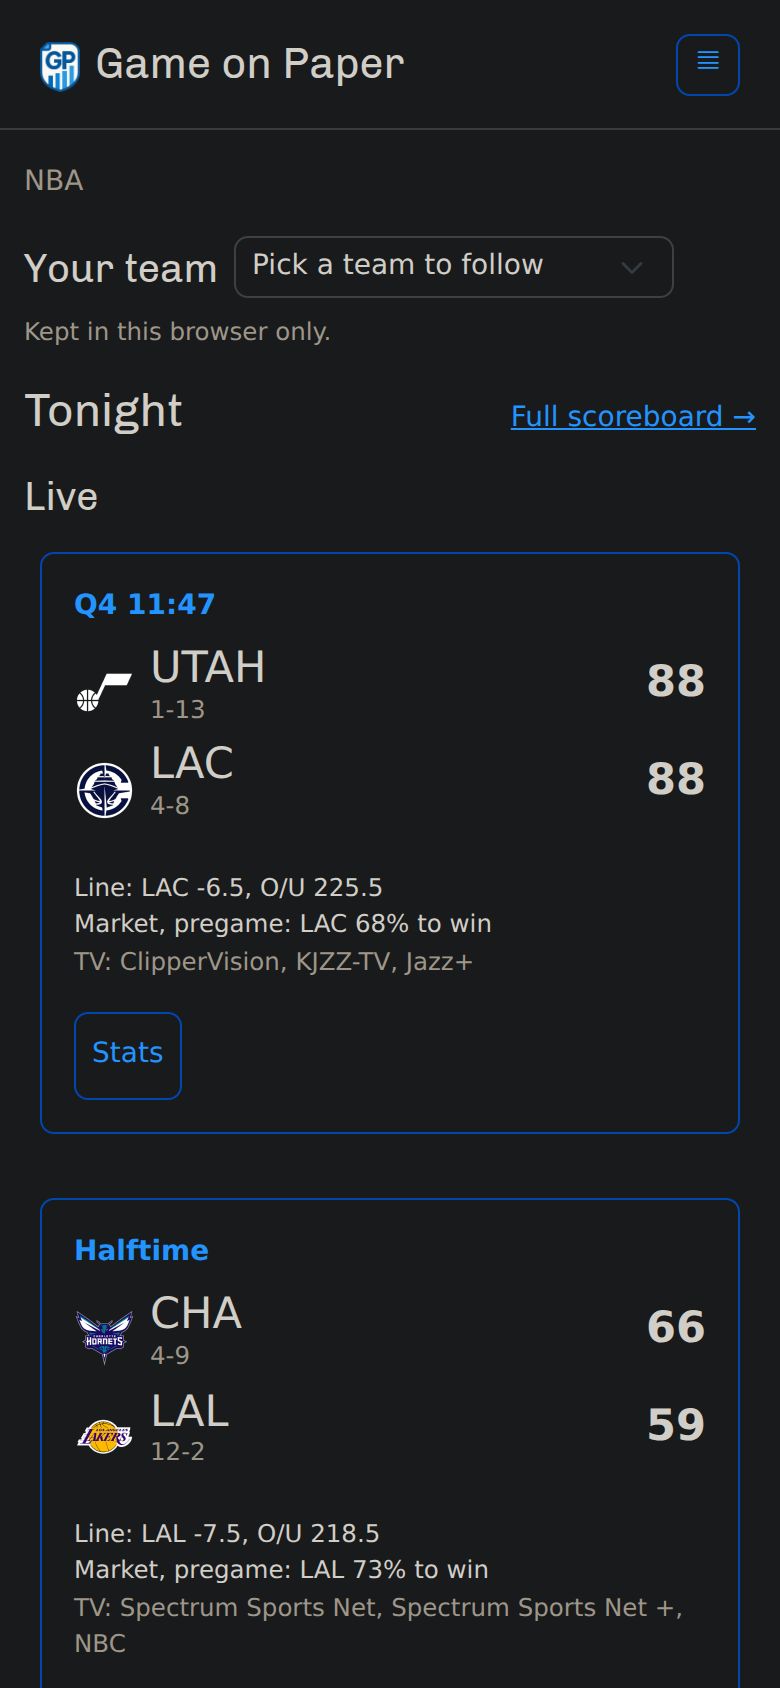 GP
Game on Paper
NBA
Your team
Pick a team to follow
Kept in this browser only.
Tonight
Full scoreboard →
Live
Q4 11:47
UTAH
88
1-13
LAC
88
4-8
Line: LAC -6.5, O/U 225.5
Market, pregame: LAC 68% to win
TV: ClipperVision, KJZZ-TV, Jazz+
Stats
Halftime
CHA
66
4-9
HORNETS
LAL
59
12-2
LAKERS
Line: LAL -7.5, O/U 218.5
Market, pregame: LAL 73% to win
TV: Spectrum Sports Net, Spectrum Sports Net +,
NBC